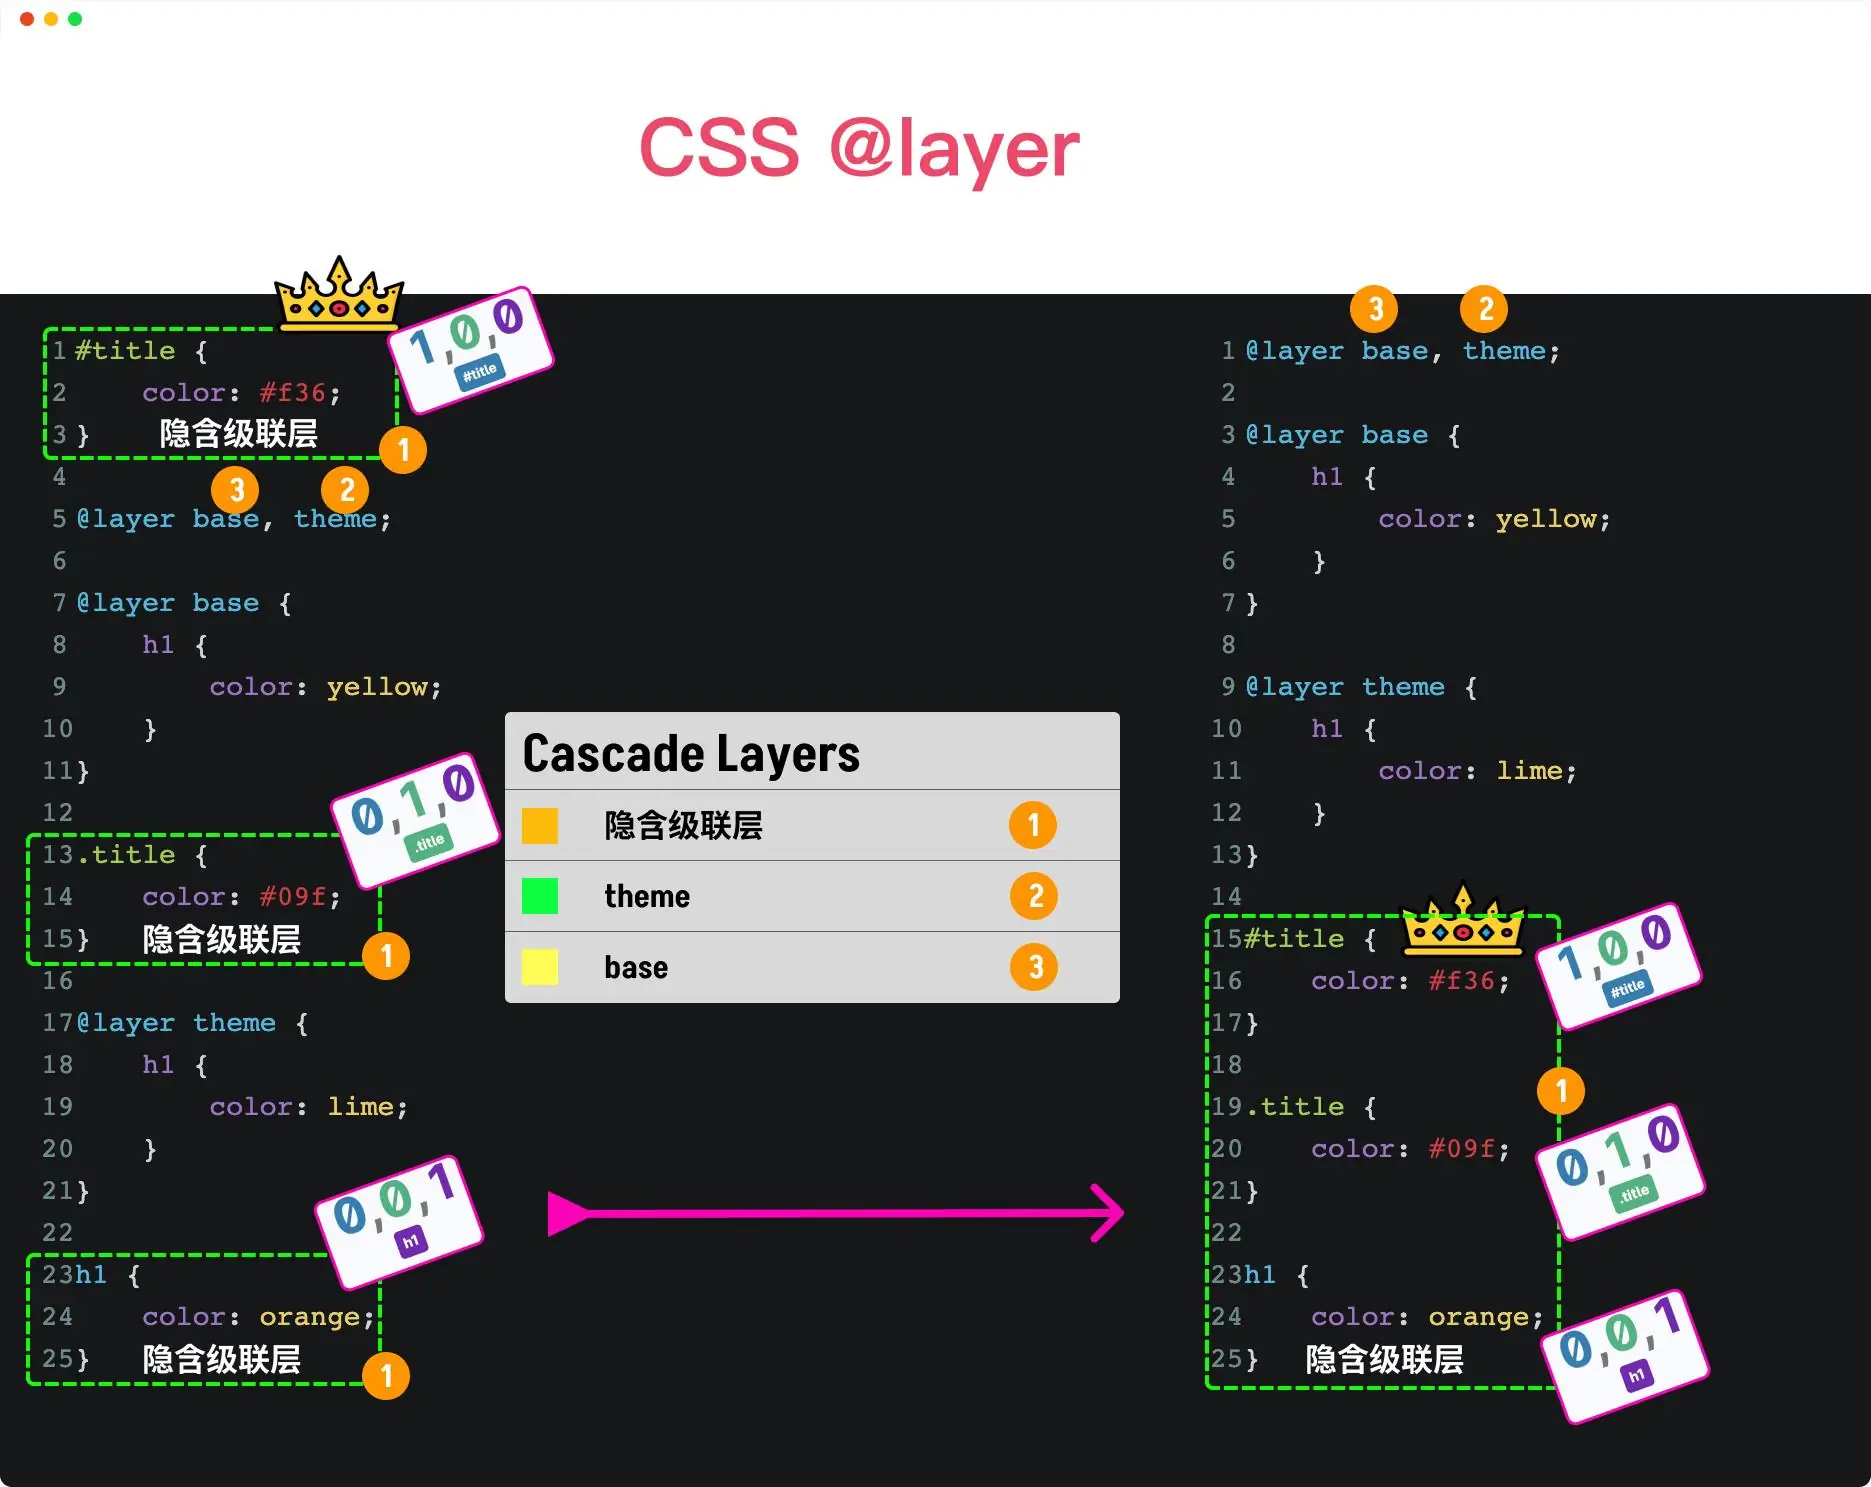 CSS @layer
1 #title {
2 color: #f36;
3 } 隐含级联层
4
5 @layer base, theme;
6
7 @layer base {
8 h1 {
9 color: yellow;
10 }
11 }
12
13 .title {
14 color: #09f;
15 } 隐含级联层
16
17 @layer theme {
18 h1 {
19 color: lime;
20 }
21 }
22
23 h1 {
24 color: orange;
25 } 隐含级联层
1,0,0
#title
1
3 2
0,1,0
.title
1
0,0,1
h1
1
Cascade Layers
隐含级联层 1
theme 2
base 3
3 2
1 @layer base, theme;
2
3 @layer base {
4 h1 {
5 color: yellow;
6 }
7 }
8
9 @layer theme {
10 h1 {
11 color: lime;
12 }
13 }
14
15 #title {
16 color: #f36;
17 }
18
19 .title {
20 color: #09f;
21 }
22
23 h1 {
24 color: orange;
25 } 隐含级联层
1,0,0
#title
1
0,1,0
.title
0,0,1
h1